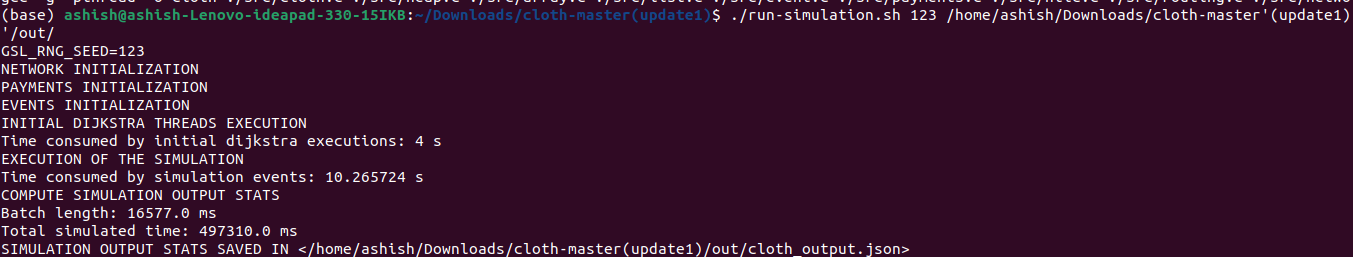 gcc -g -pthread -o cloth ./src/cloth.c ./src/heap.c ./src/array.c ./src/list.c ./src/event.c ./src/payments.c ./src/htlc.c ./src/routing.c ./src/netwo
(base) ashish@ashish-Lenovo-ideapad-330-15IKB:~/Downloads/cloth-master(update1)$ ./run-simulation.sh 123 /home/ashish/Downloads/cloth-master'(update1)
'/out/
GSL_RNG_SEED=123
NETWORK INITIALIZATION
PAYMENTS INITIALIZATION
EVENTS INITIALIZATION
INITIAL DIJKSTRA THREADS EXECUTION
Time consumed by initial dijkstra executions: 4 s
EXECUTION OF THE SIMULATION
Time consumed by simulation events: 10.265724 s
COMPUTE SIMULATION OUTPUT STATS
Batch length: 16577.0 ms
Total simulated time: 497310.0 ms
SIMULATION OUTPUT STATS SAVED IN </home/ashish/Downloads/cloth-master(update1)/out/cloth_output.json>